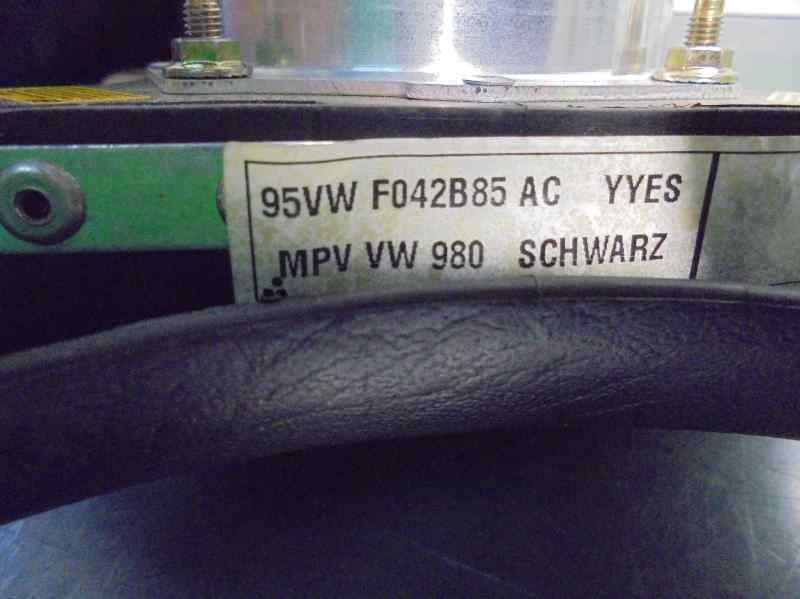 95VW F042B85 AC YYES
MPV VW 980 SCHWARZ